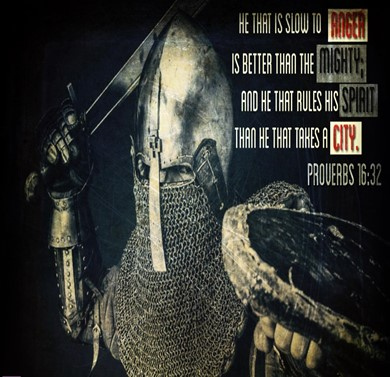 HE THAT IS SLOW TO ANGER
IS BETTER THAN THE MIGHTY;
AND HE THAT RULES HIS SPIRIT
THAN HE THAT TAKES A CITY.
PROVERBS 16:32